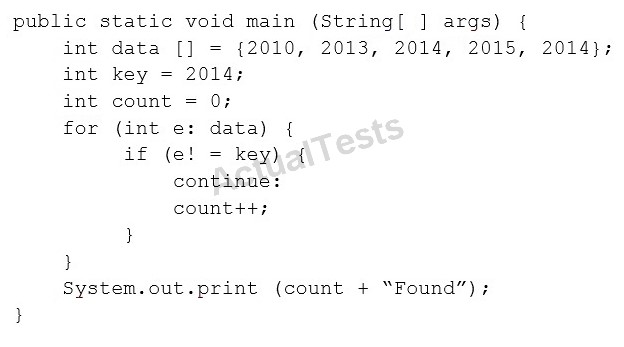 public static void main (String[ ] args) {
int data [] = {2010, 2013, 2014, 2015, 2014};
int key = 2014;
int count = 0;
for (int e: data) {
if (e! = key) {
continue:
count++;
}
}
System.out.print (count + “Found”);
}
ActualTests